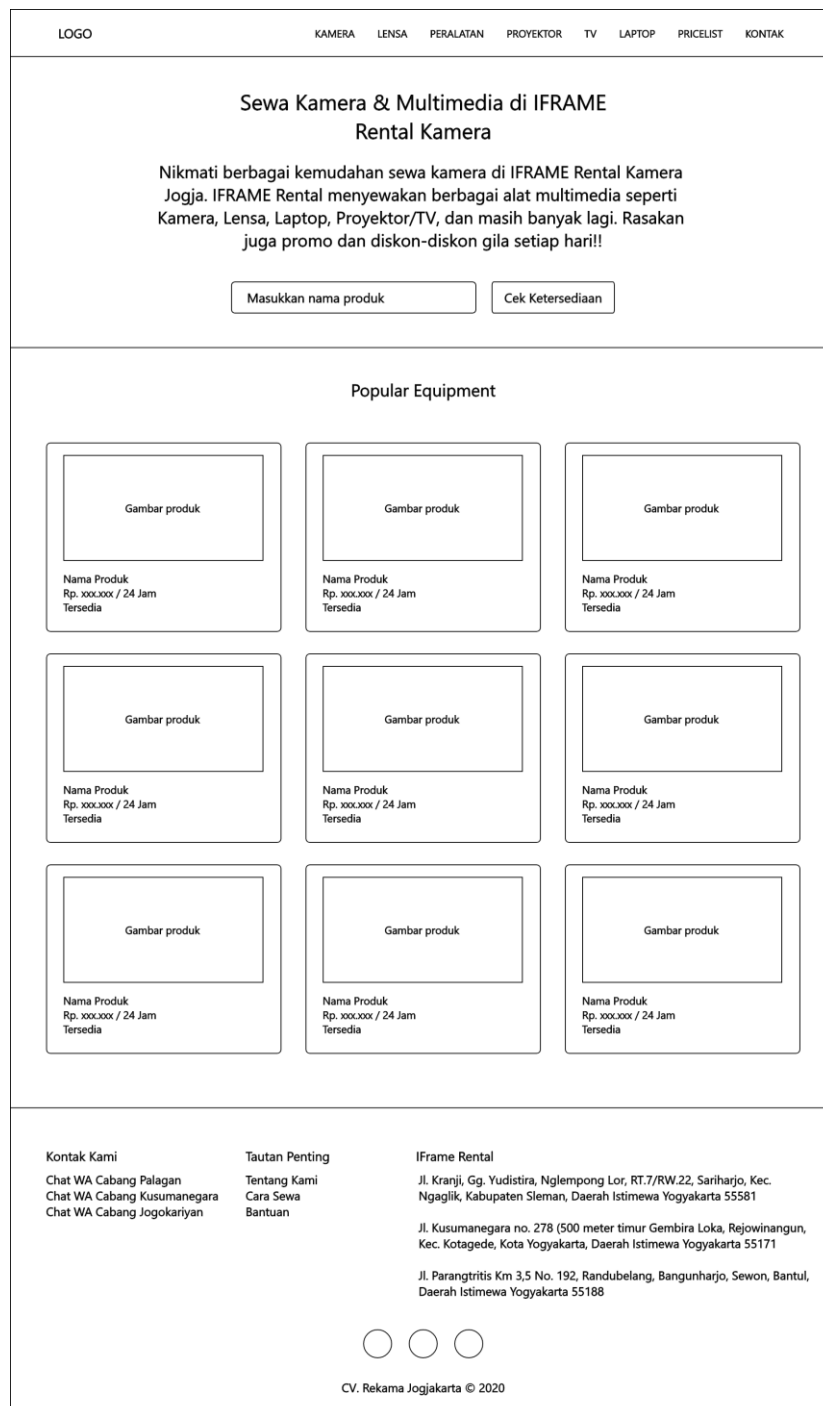 LOGO
KAMERA LENSA PERALATAN PROYEKTOR TV LAPTOP PRICELIST KONTAK
Sewa Kamera & Multimedia di IFRAME
Rental Kamera
Nikmati berbagai kemudahan sewa kamera di IFRAME Rental Kamera
Jogja. IFRAME Rental menyewakan berbagai alat multimedia seperti
Kamera, Lensa, Laptop, Proyektor/TV, dan masih banyak lagi. Rasakan
juga promo dan diskon-diskon gila setiap hari!!
Masukkan nama produk
Cek Ketersediaan
Popular Equipment
Gambar produk
Nama Produk
Rp. xxx.xxx / 24 Jam
Tersedia
Gambar produk
Nama Produk
Rp. xxx.xxx / 24 Jam
Tersedia
Gambar produk
Nama Produk
Rp. xxx.xxx / 24 Jam
Tersedia
Gambar produk
Nama Produk
Rp. xxx.xxx / 24 Jam
Tersedia
Gambar produk
Nama Produk
Rp. xxx.xxx / 24 Jam
Tersedia
Gambar produk
Nama Produk
Rp. xxx.xxx / 24 Jam
Tersedia
Gambar produk
Nama Produk
Rp. xxx.xxx / 24 Jam
Tersedia
Gambar produk
Nama Produk
Rp. xxx.xxx / 24 Jam
Tersedia
Gambar produk
Nama Produk
Rp. xxx.xxx / 24 Jam
Tersedia
Kontak Kami
Chat WA Cabang Palagan
Chat WA Cabang Kusumanegara
Chat WA Cabang Jogokariyan
Tautan Penting
Tentang Kami
Cara Sewa
Bantuan
IFrame Rental
Jl. Kranji, Gg. Yudistira, Nglempong Lor, RT.7/RW.22, Sariharjo, Kec.
Ngaglik, Kabupaten Sleman, Daerah Istimewa Yogyakarta 55581
Jl. Kusumanegara no. 278 (500 meter timur Gembira Loka, Rejowinangun,
Kec. Kotagede, Kota Yogyakarta, Daerah Istimewa Yogyakarta 55171
Jl. Parangtritis Km 3,5 No. 192, Randubelang, Bangunharjo, Sewon, Bantul,
Daerah Istimewa Yogyakarta 55188
CV. Rekama Jogjakarta © 2020